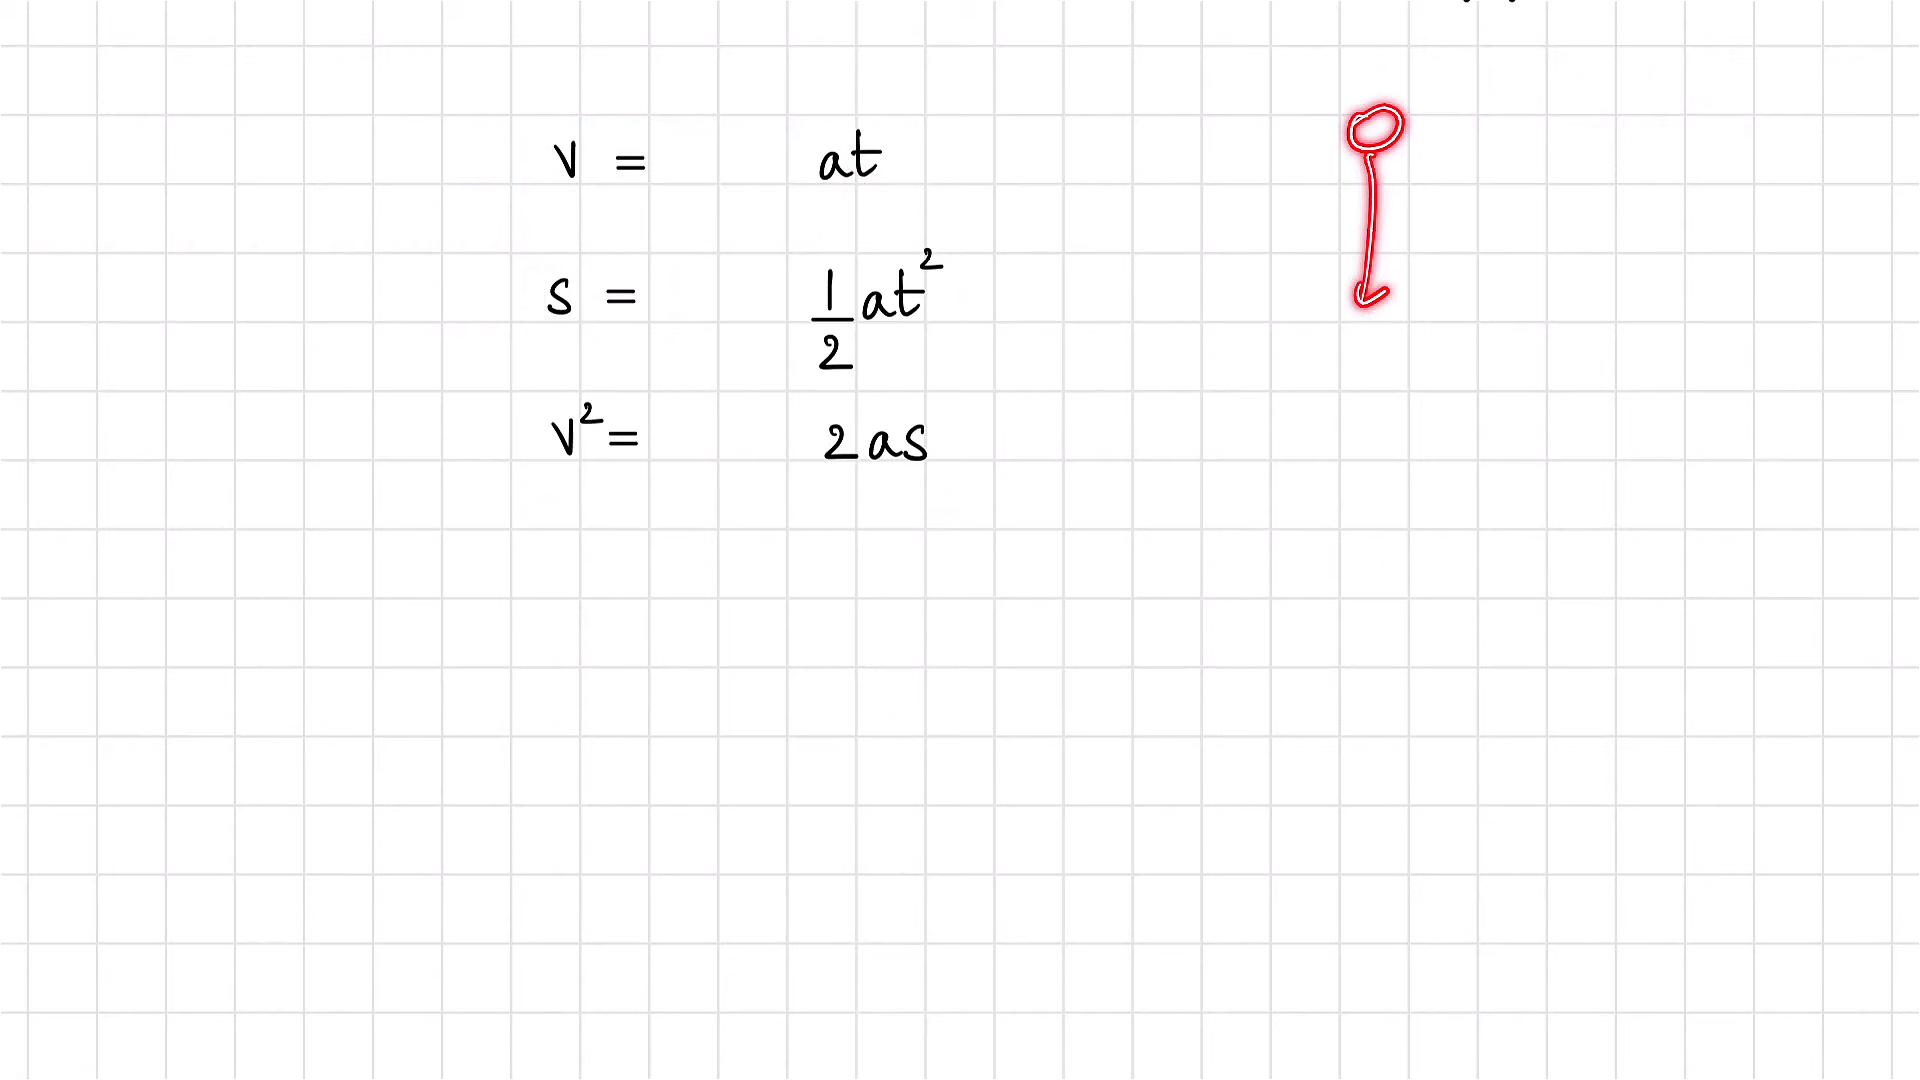 v = at
s = 1/2 at²
v² = 2as